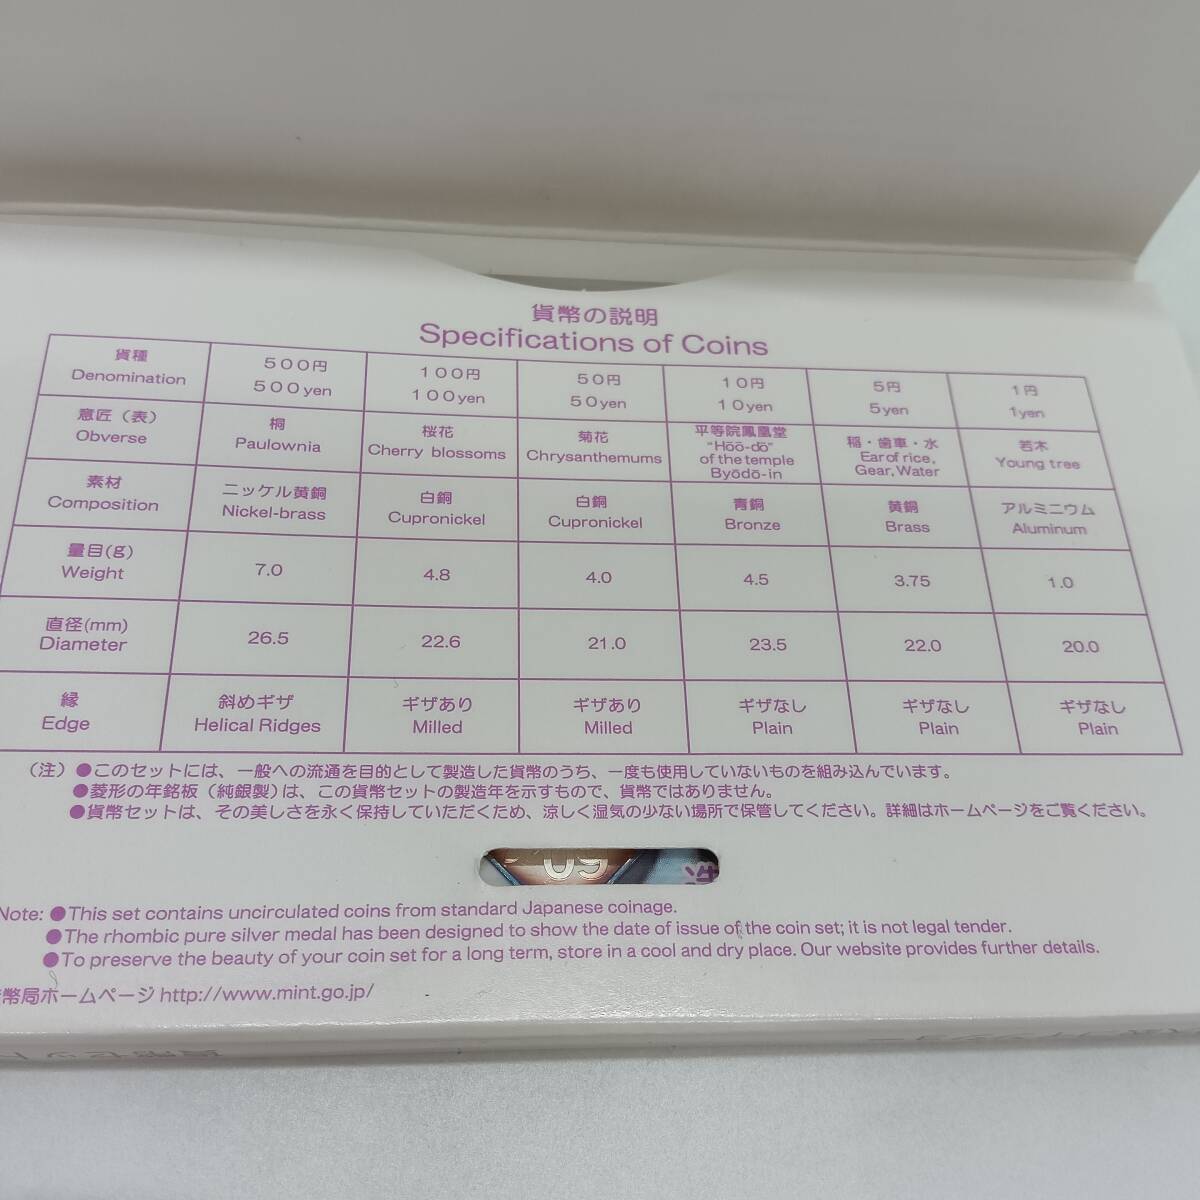 貨幣の説明
Specifications of Coins
貨種 500円 100円 50円 10円 5円 1円
Denomination 500yen 100yen 50yen 10yen 5yen 1yen
意匠（表） 桐 桜花 菊花 平等院鳳凰堂 稲・歯車・水 若木
Obverse Paulownia Cherry blossoms Chrysanthemums "Hōō-dō" Ear of rice, Young tree
of the temple Gear, Water
Byōdō-in
素材 ニッケル黄銅 白銅 白銅 青銅 黄銅 アルミニウム
Composition Nickel-brass Cupronickel Cupronickel Bronze Brass Aluminum
量目(g)
Weight 7.0 4.8 4.0 4.5 3.75 1.0
直径(mm)
Diameter 26.5 22.6 21.0 23.5 22.0 20.0
縁 斜めギザ ギザあり ギザあり ギザなし ギザなし ギザなし
Edge Helical Ridges Milled Milled Plain Plain Plain
（注）●このセットには、一般への流通を目的として製造した貨幣のうち、一度も使用していないものを組み込んでいます。
●菱形の年銘板（純銀製）は、この貨幣セットの製造年を示すもので、貨幣ではありません。
●貨幣セットは、その美しさを永く保持していただくため、涼しく湿気の少ない場所で保管してください。詳細はホームページをご覧ください。
Note: ●This set contains uncirculated coins from standard Japanese coinage.
●The rhombic pure silver medal has been designed to show the date of issue of the coin set; it is not legal tender.
●To preserve the beauty of your coin set for a long term, store in a cool and dry place. Our website provides further details.
幣局ホームページ http://www.mint.go.jp/
貨幣セット